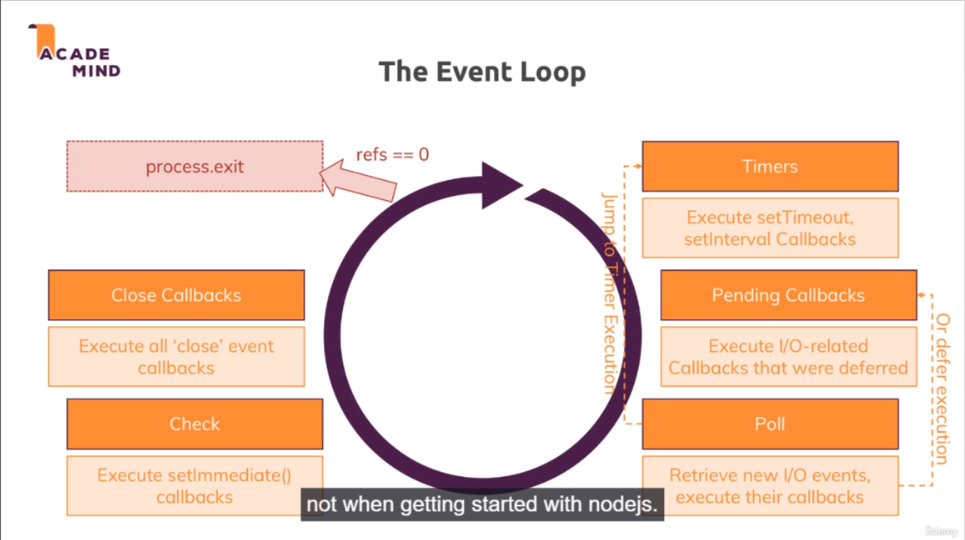 ACADE
MIND
The Event Loop
process.exit
refs == 0
Timers
Execute setTimeout,
setInterval Callbacks
Jump to Timer Execution
Close Callbacks
Execute all ‘close’ event
callbacks
Pending Callbacks
Execute I/O-related
Callbacks that were deferred
Or defer execution
Check
Execute setImmediate()
callbacks
Poll
Retrieve new I/O events,
execute their callbacks
not when getting started with nodejs.
ûdemy